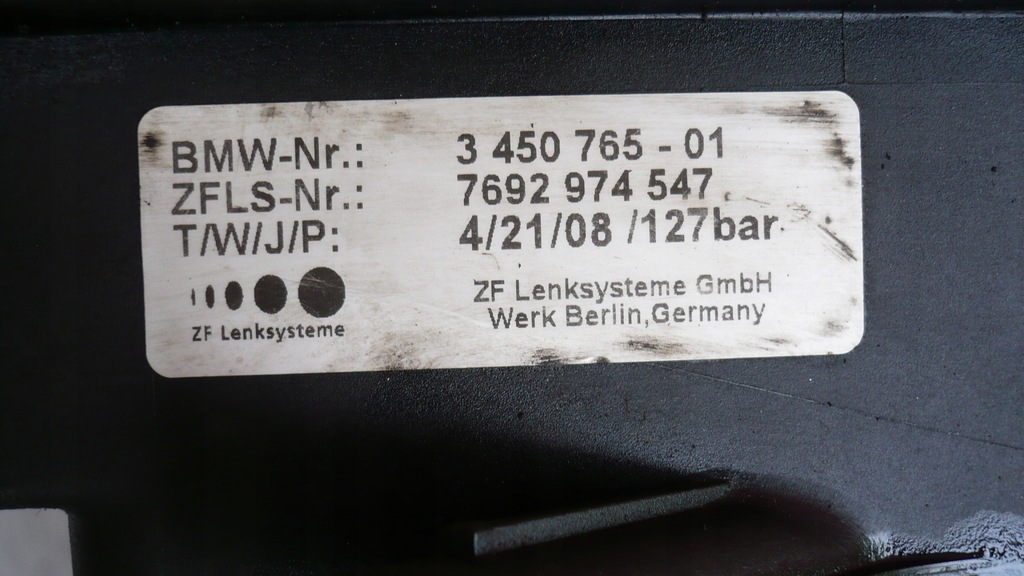 BMW-Nr.: 3 450 765 - 01
ZFLS-Nr.: 7692 974 547
T/W/J/P: 4/21/08 /127bar
ZF Lenksysteme
ZF Lenksysteme GmbH
Werk Berlin,Germany